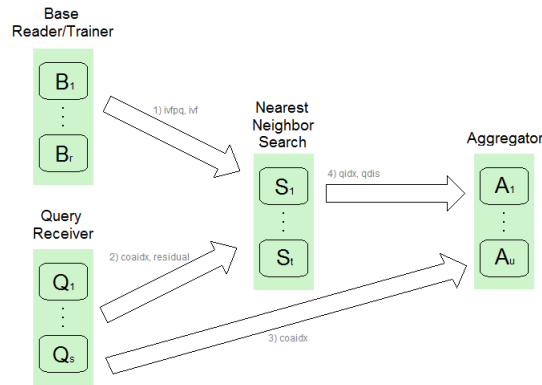 Base
Reader/Trainer
B1
Br
1) ivfpq, ivf
Nearest
Neighbor
Search
S1
St
Aggregator
A1
Au
4) qidx, qdis
Query
Receiver
Q1
Qs
2) coaidx, residual
3) coaidx